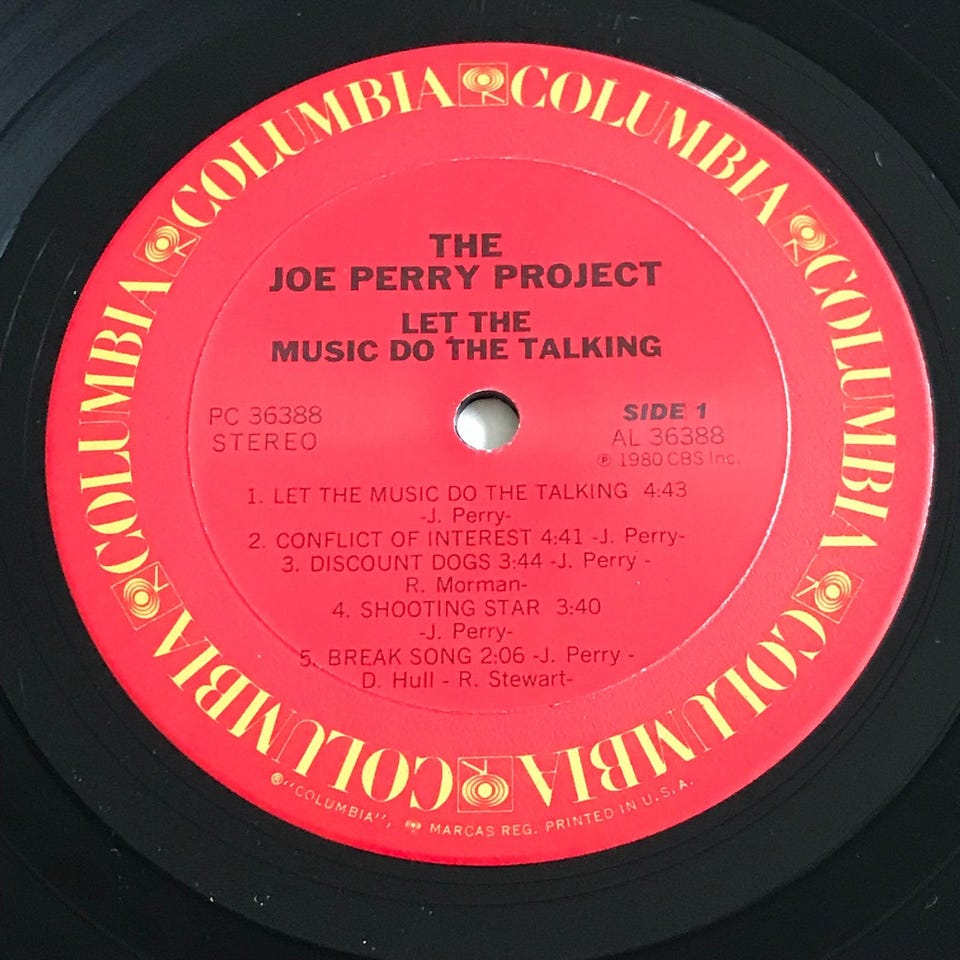 COLUMBIA COLUMBIA COLUMBIA COLUMBIA COLUMBIA COLUMBIA
THE
JOE PERRY PROJECT
LET THE
MUSIC DO THE TALKING
PC 36388
STEREO
SIDE 1
AL 36388
℗ 1980 CBS Inc.
1. LET THE MUSIC DO THE TALKING 4:43
-J. Perry-
2. CONFLICT OF INTEREST 4:41 -J. Perry-
3. DISCOUNT DOGS 3:44 -J. Perry -
R. Morman-
4. SHOOTING STAR 3:40
-J. Perry-
5. BREAK SONG 2:06 -J. Perry -
D. Hull - R. Stewart-
®"COLUMBIA", MARCAS REG. PRINTED IN U.S.A.